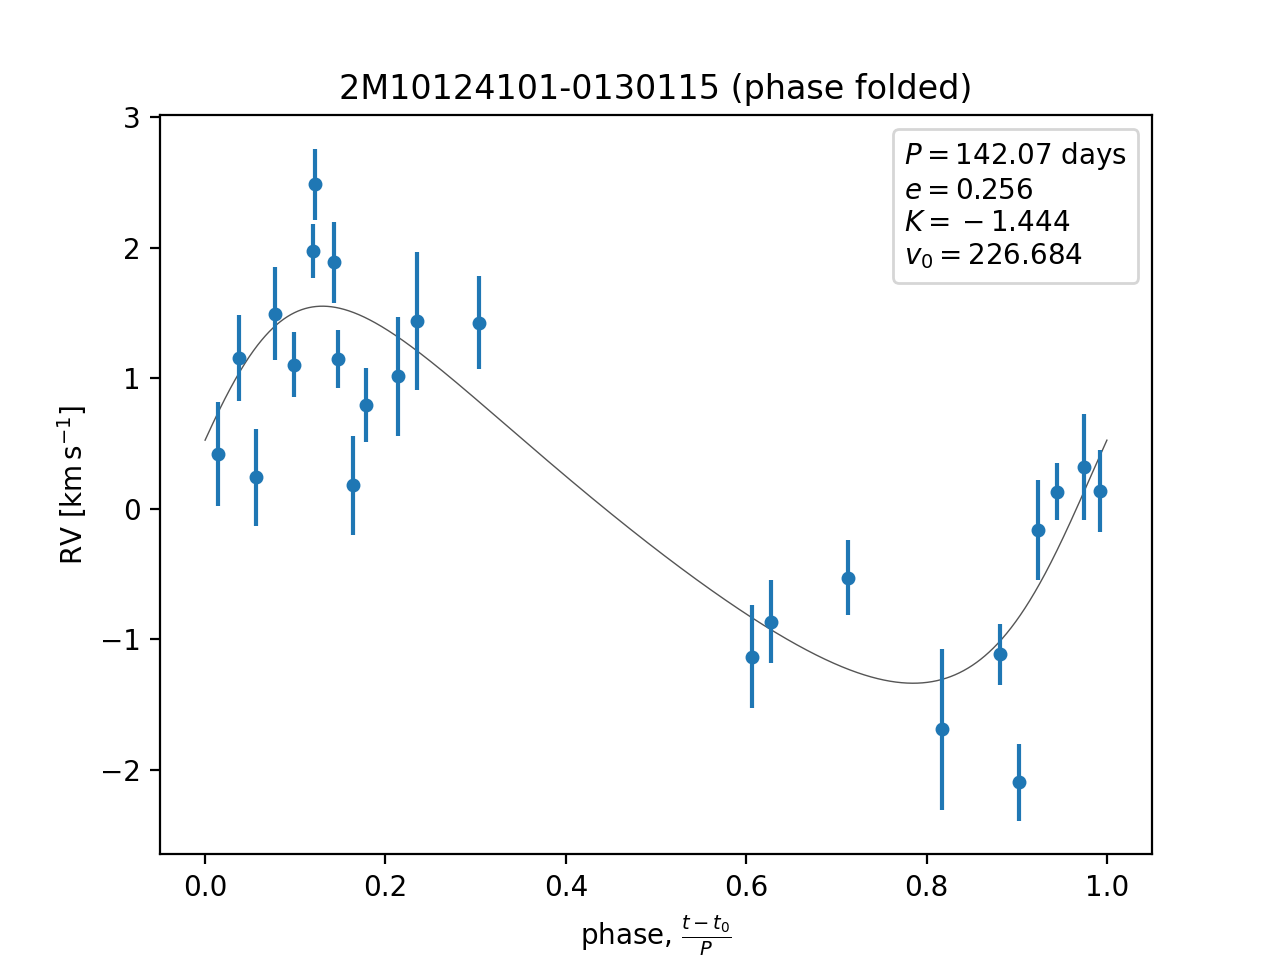 2M10124101-0130115 (phase folded)
P = 142.07 days
e = 0.256
K = −1.444
v₀ = 226.684
3
2
1
0
−1
−2
RV [km s⁻¹]
0.0 0.2 0.4 0.6 0.8 1.0
phase, (t − t₀)/P